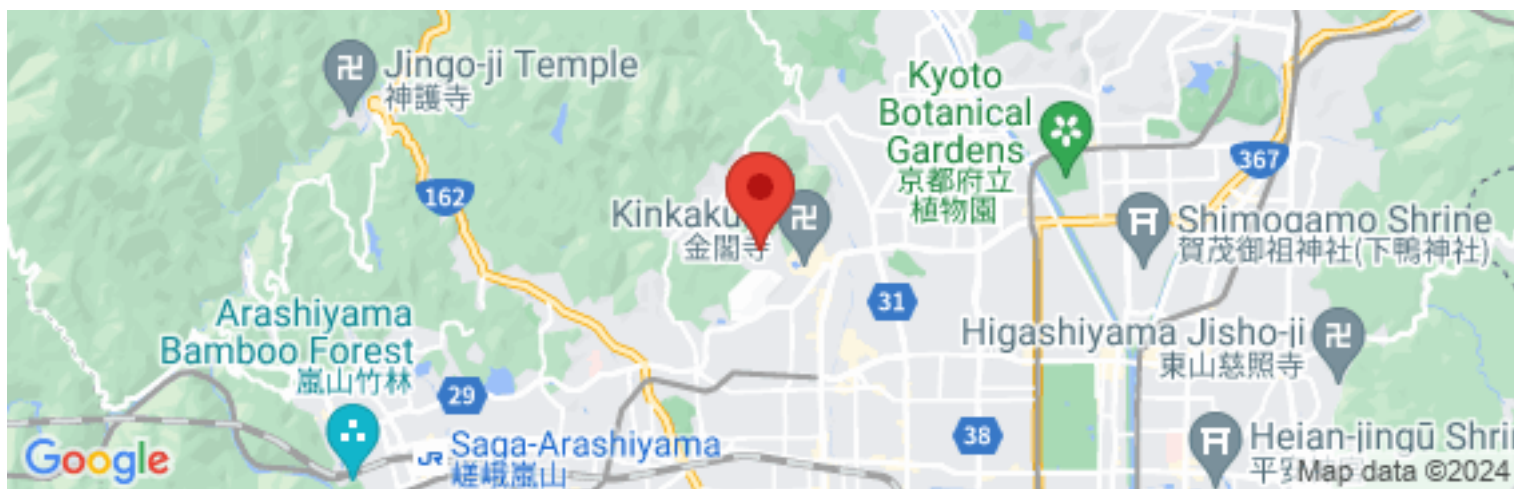 Jingo-ji Temple
神護寺
Kyoto
Botanical
Gardens
京都府立
植物園
367
162
Kinkaku
金閣寺
Shimogamo Shrine
賀茂御祖神社(下鴨神社)
31
Arashiyama
Bamboo Forest
嵐山竹林
Higashiyama Jisho-ji
東山慈照寺
29
38
JR Saga-Arashiyama
嵯峨嵐山
Heian-jingū Shri
平
Google
Map data ©2024